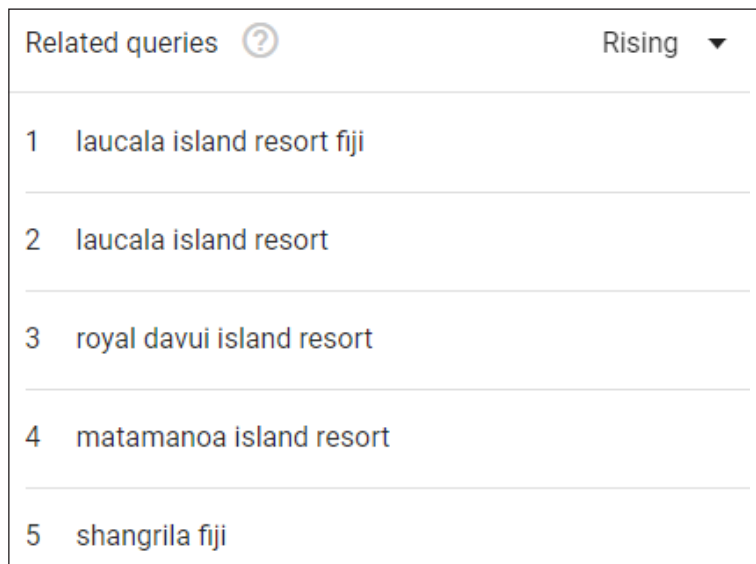 Related queries ? Rising
1 laucala island resort fiji
2 laucala island resort
3 royal davui island resort
4 matamanoa island resort
5 shangrila fiji